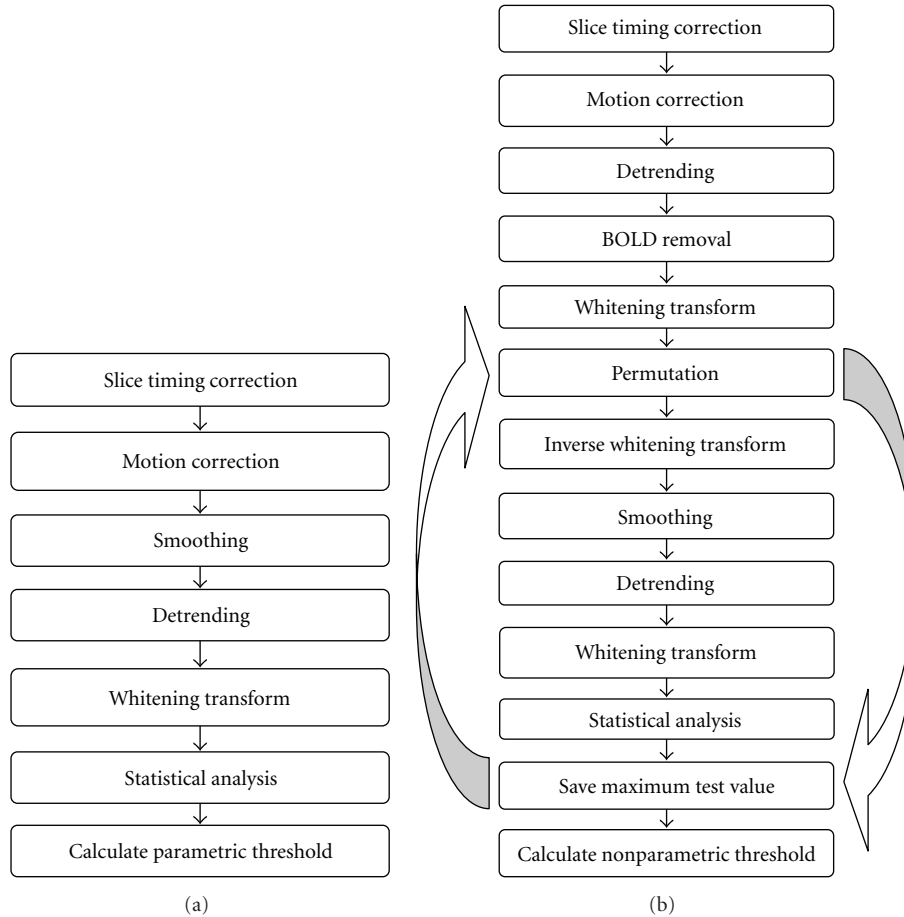 Slice timing correction
Motion correction
Smoothing
Detrending
Whitening transform
Statistical analysis
Calculate parametric threshold
(a)
Slice timing correction
Motion correction
Detrending
BOLD removal
Whitening transform
Permutation
Inverse whitening transform
Smoothing
Detrending
Whitening transform
Statistical analysis
Save maximum test value
Calculate nonparametric threshold
(b)